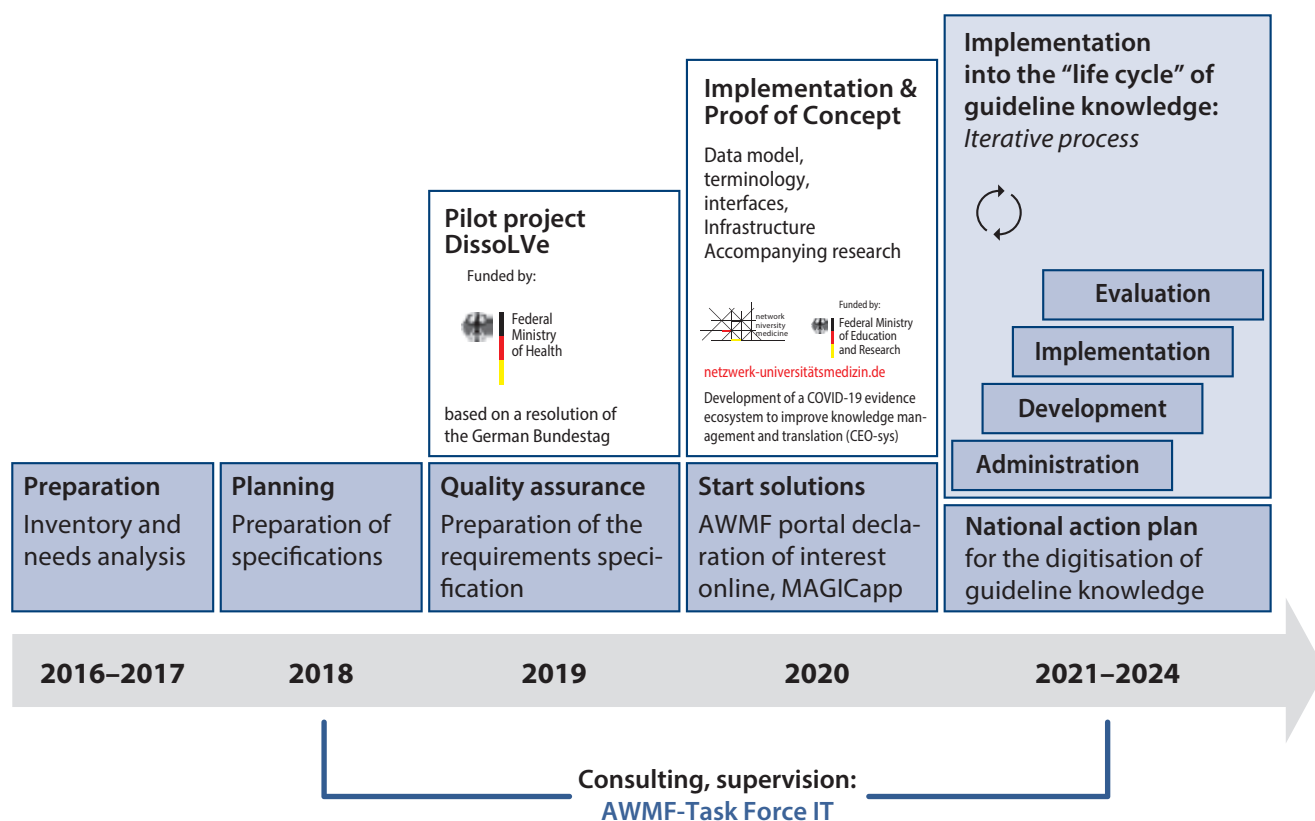 Implementation
into the “life cycle” of
guideline knowledge:
Iterative process
Evaluation
Implementation
Development
Administration
Implementation &
Proof of Concept
Data model,
terminology,
interfaces,
Infrastructure
Accompanying research
network
niversity
medicine
Funded by:
Federal Ministry
of Education
and Research
netzwerk-universitätsmedizin.de
Development of a COVID-19 evidence
ecosystem to improve knowledge man-
agement and translation (CEO-sys)
Pilot project
DissoLVe
Funded by:
Federal
Ministry
of Health
based on a resolution of
the German Bundestag
Preparation
Inventory and
needs analysis
Planning
Preparation of
specifications
Quality assurance
Preparation of the
requirements speci-
fication
Start solutions
AWMF portal decla-
ration of interest
online, MAGICapp
National action plan
for the digitisation of
guideline knowledge
2016–2017
2018
2019
2020
2021–2024
Consulting, supervision:
AWMF-Task Force IT